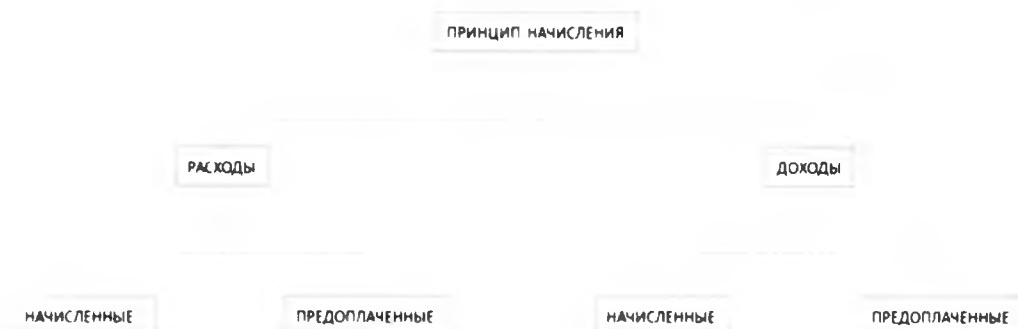 ПРИНЦИП НАЧИСЛЕНИЯ
РАСХОДЫ ДОХОДЫ
НАЧИСЛЕННЫЕ ПРЕДОПЛАЧЕННЫЕ НАЧИСЛЕННЫЕ ПРЕДОПЛАЧЕННЫЕ